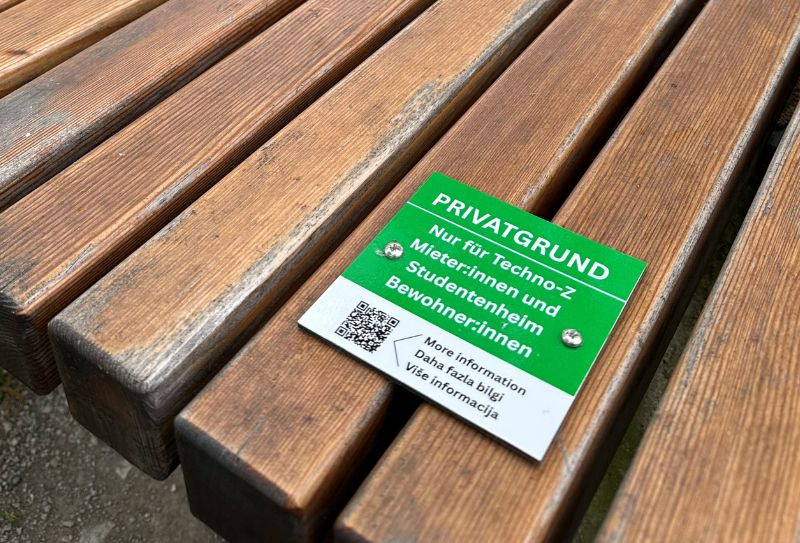 PRIVATGRUND
Nur für Techno-Z
Mieter:innen und
Studentenheim
Bewohner:innen
More information
Daha fazla bilgi
Više informacija